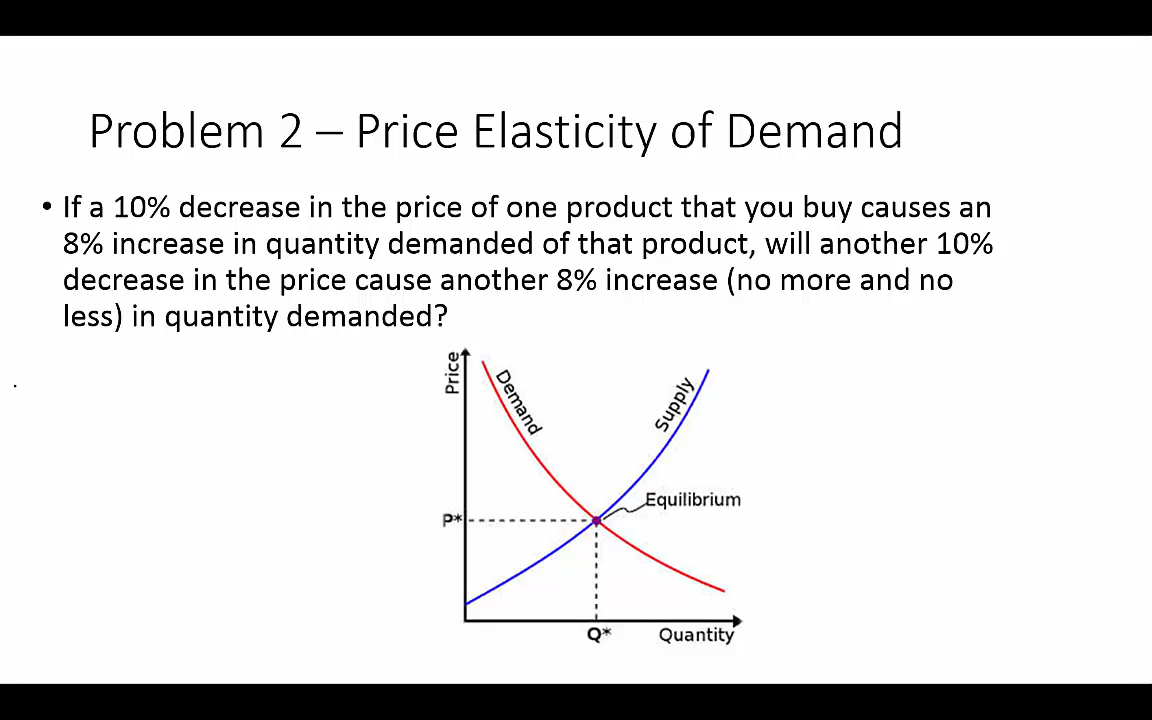 Problem 2 – Price Elasticity of Demand
• If a 10% decrease in the price of one product that you buy causes an
8% increase in quantity demanded of that product, will another 10%
decrease in the price cause another 8% increase (no more and no
less) in quantity demanded?
Price
Demand
Supply
Equilibrium
P*
Q*
Quantity